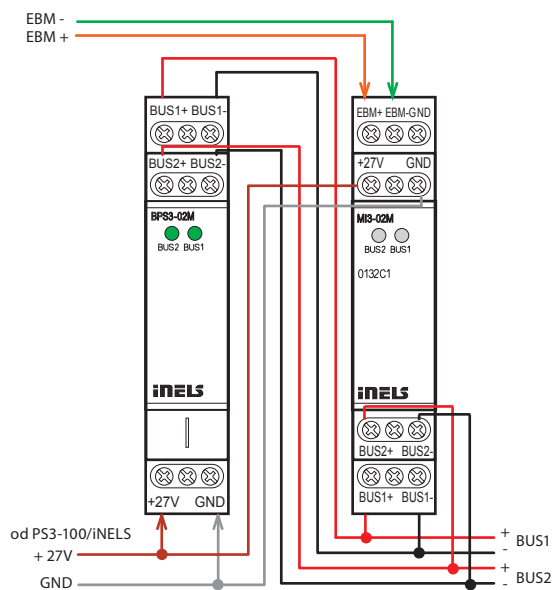 EBM -
EBM +
BUS1+ BUS1-
BUS2+ BUS2-
BPS3-02M
BUS2 BUS1
iNELS
+27V GND
EBM+ EBM-GND
+27V GND
MI3-02M
BUS2 BUS1
0132C1
iNELS
BUS2+ BUS2-
BUS1+ BUS1-
od PS3-100/iNELS
+ 27V
GND
+
- BUS1
+
- BUS2